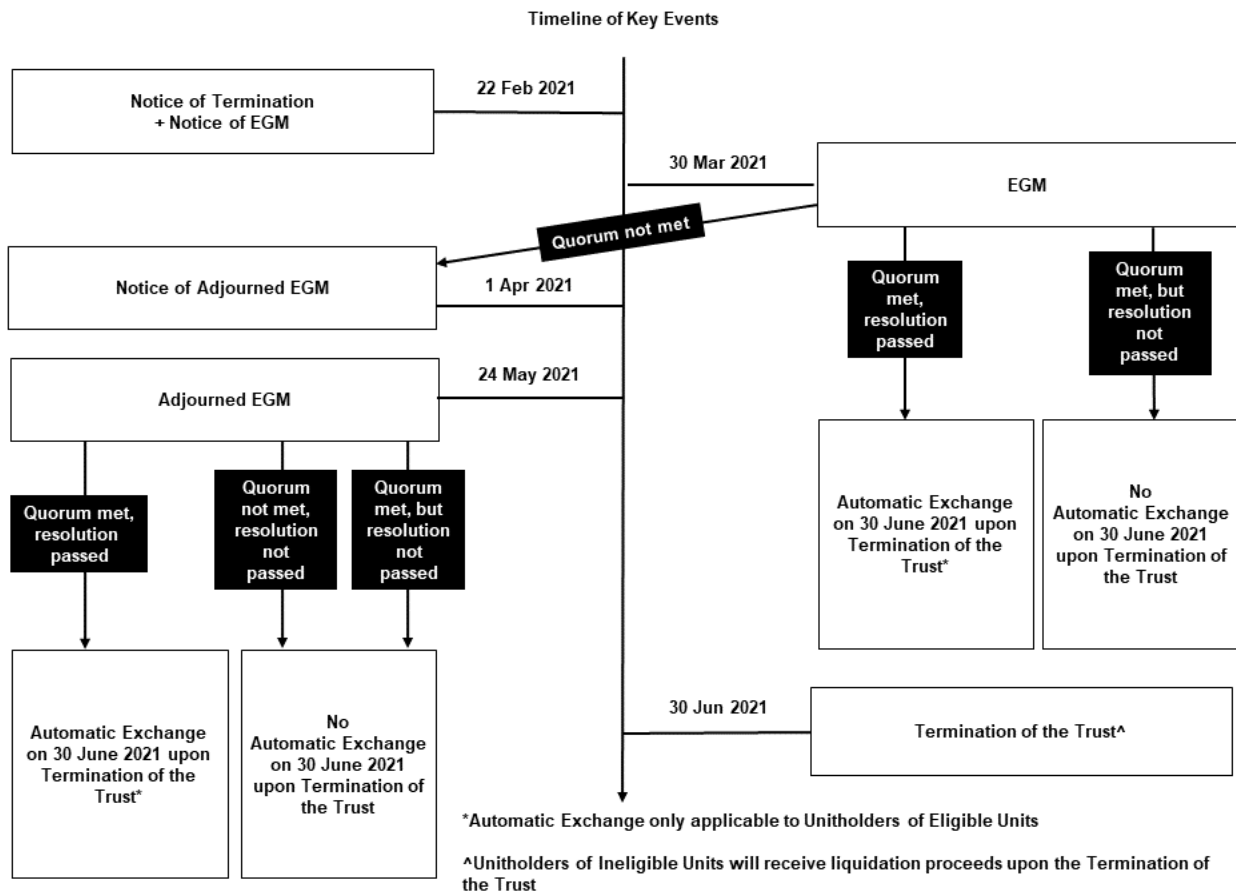 Timeline of Key Events
22 Feb 2021
Notice of Termination
+ Notice of EGM
30 Mar 2021
EGM
Quorum not met
Notice of Adjourned EGM
1 Apr 2021
Quorum
met,
resolution
passed
Quorum
met, but
resolution
not
passed
24 May 2021
Adjourned EGM
Quorum met,
resolution
passed
Quorum
not met,
resolution
not
passed
Quorum
met, but
resolution
not
passed
Automatic Exchange
on 30 June 2021 upon
Termination of the
Trust*
No
Automatic Exchange
on 30 June 2021
upon Termination of
the Trust
Automatic Exchange
on 30 June 2021 upon
Termination of the
Trust*
No
Automatic Exchange
on 30 June 2021
upon Termination of
the Trust
30 Jun 2021
Termination of the Trust^
*Automatic Exchange only applicable to Unitholders of Eligible Units
^Unitholders of Ineligible Units will receive liquidation proceeds upon the Termination of
the Trust